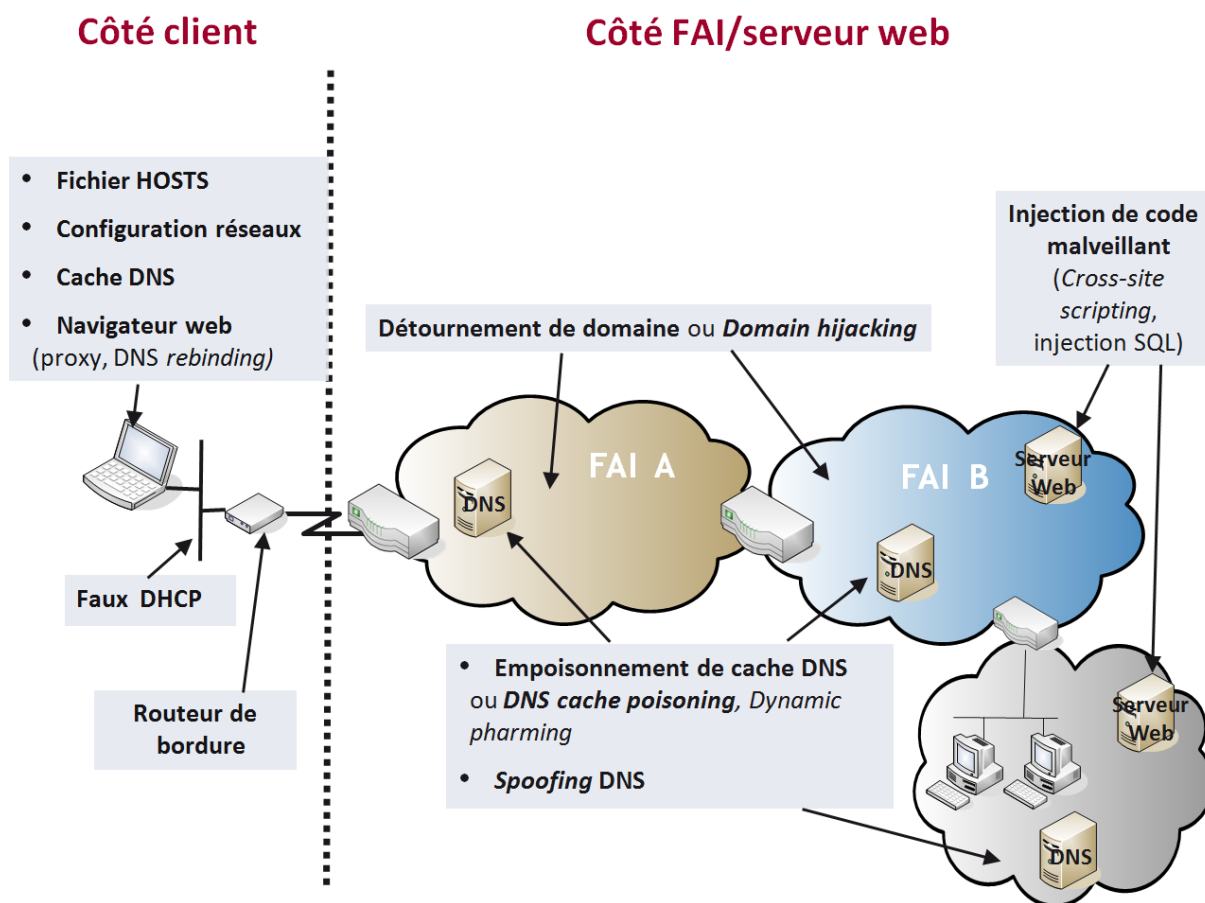 Côté client
Côté FAI/serveur web
• Fichier HOSTS
• Configuration réseaux
• Cache DNS
• Navigateur web
(proxy, DNS rebinding)
Injection de code
malveillant
(Cross-site
scripting,
injection SQL)
Détournement de domaine ou Domain hijacking
FAI A
DNS
FAI B
Serveur
Web
DNS
Faux DHCP
Routeur de
bordure
• Empoisonnement de cache DNS
ou DNS cache poisoning, Dynamic
pharming
• Spoofing DNS
Serveur
Web
DNS